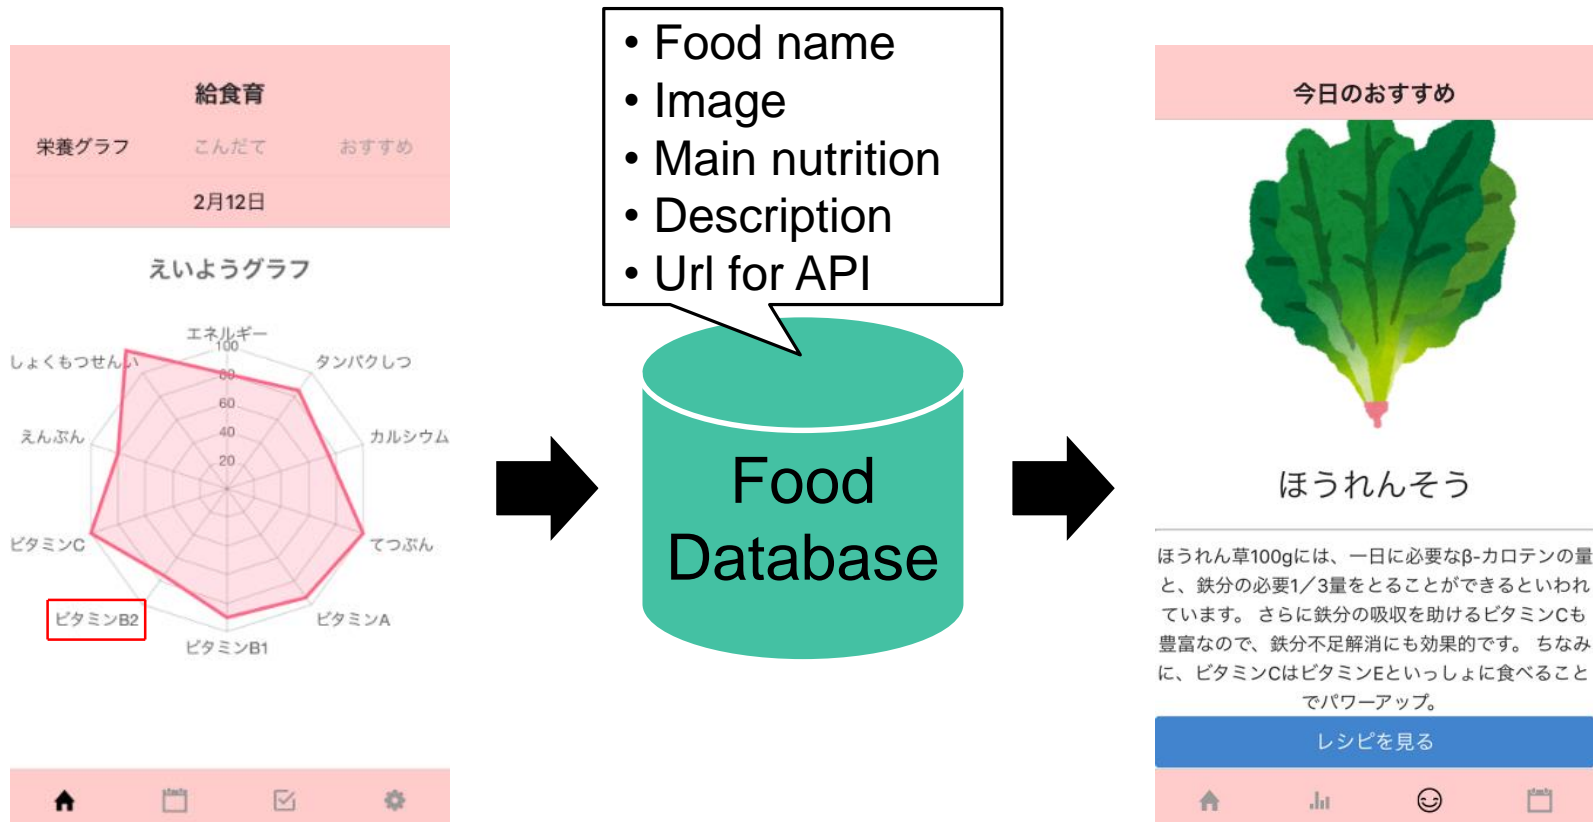 給食育
栄養グラフ こんだて おすすめ
2月12日
えいようグラフ
エネルギー
100
80
60
40
20
タンパクしつ
カルシウム
てつぶん
ビタミンA
ビタミンB1
ビタミンB2
ビタミンC
えんぶん
しょくもつせんい
• Food name
• Image
• Main nutrition
• Description
• Url for API
Food
Database
今日のおすすめ
ほうれんそう
ほうれん草100gには、一日に必要なβ-カロテンの量
と、鉄分の必要1/3量をとることができるといわれ
ています。 さらに鉄分の吸収を助けるビタミンCも
豊富なので、鉄分不足解消にも効果的です。 ちなみ
に、ビタミンCはビタミンEといっしょに食べること
でパワーアップ。
レシピを見る